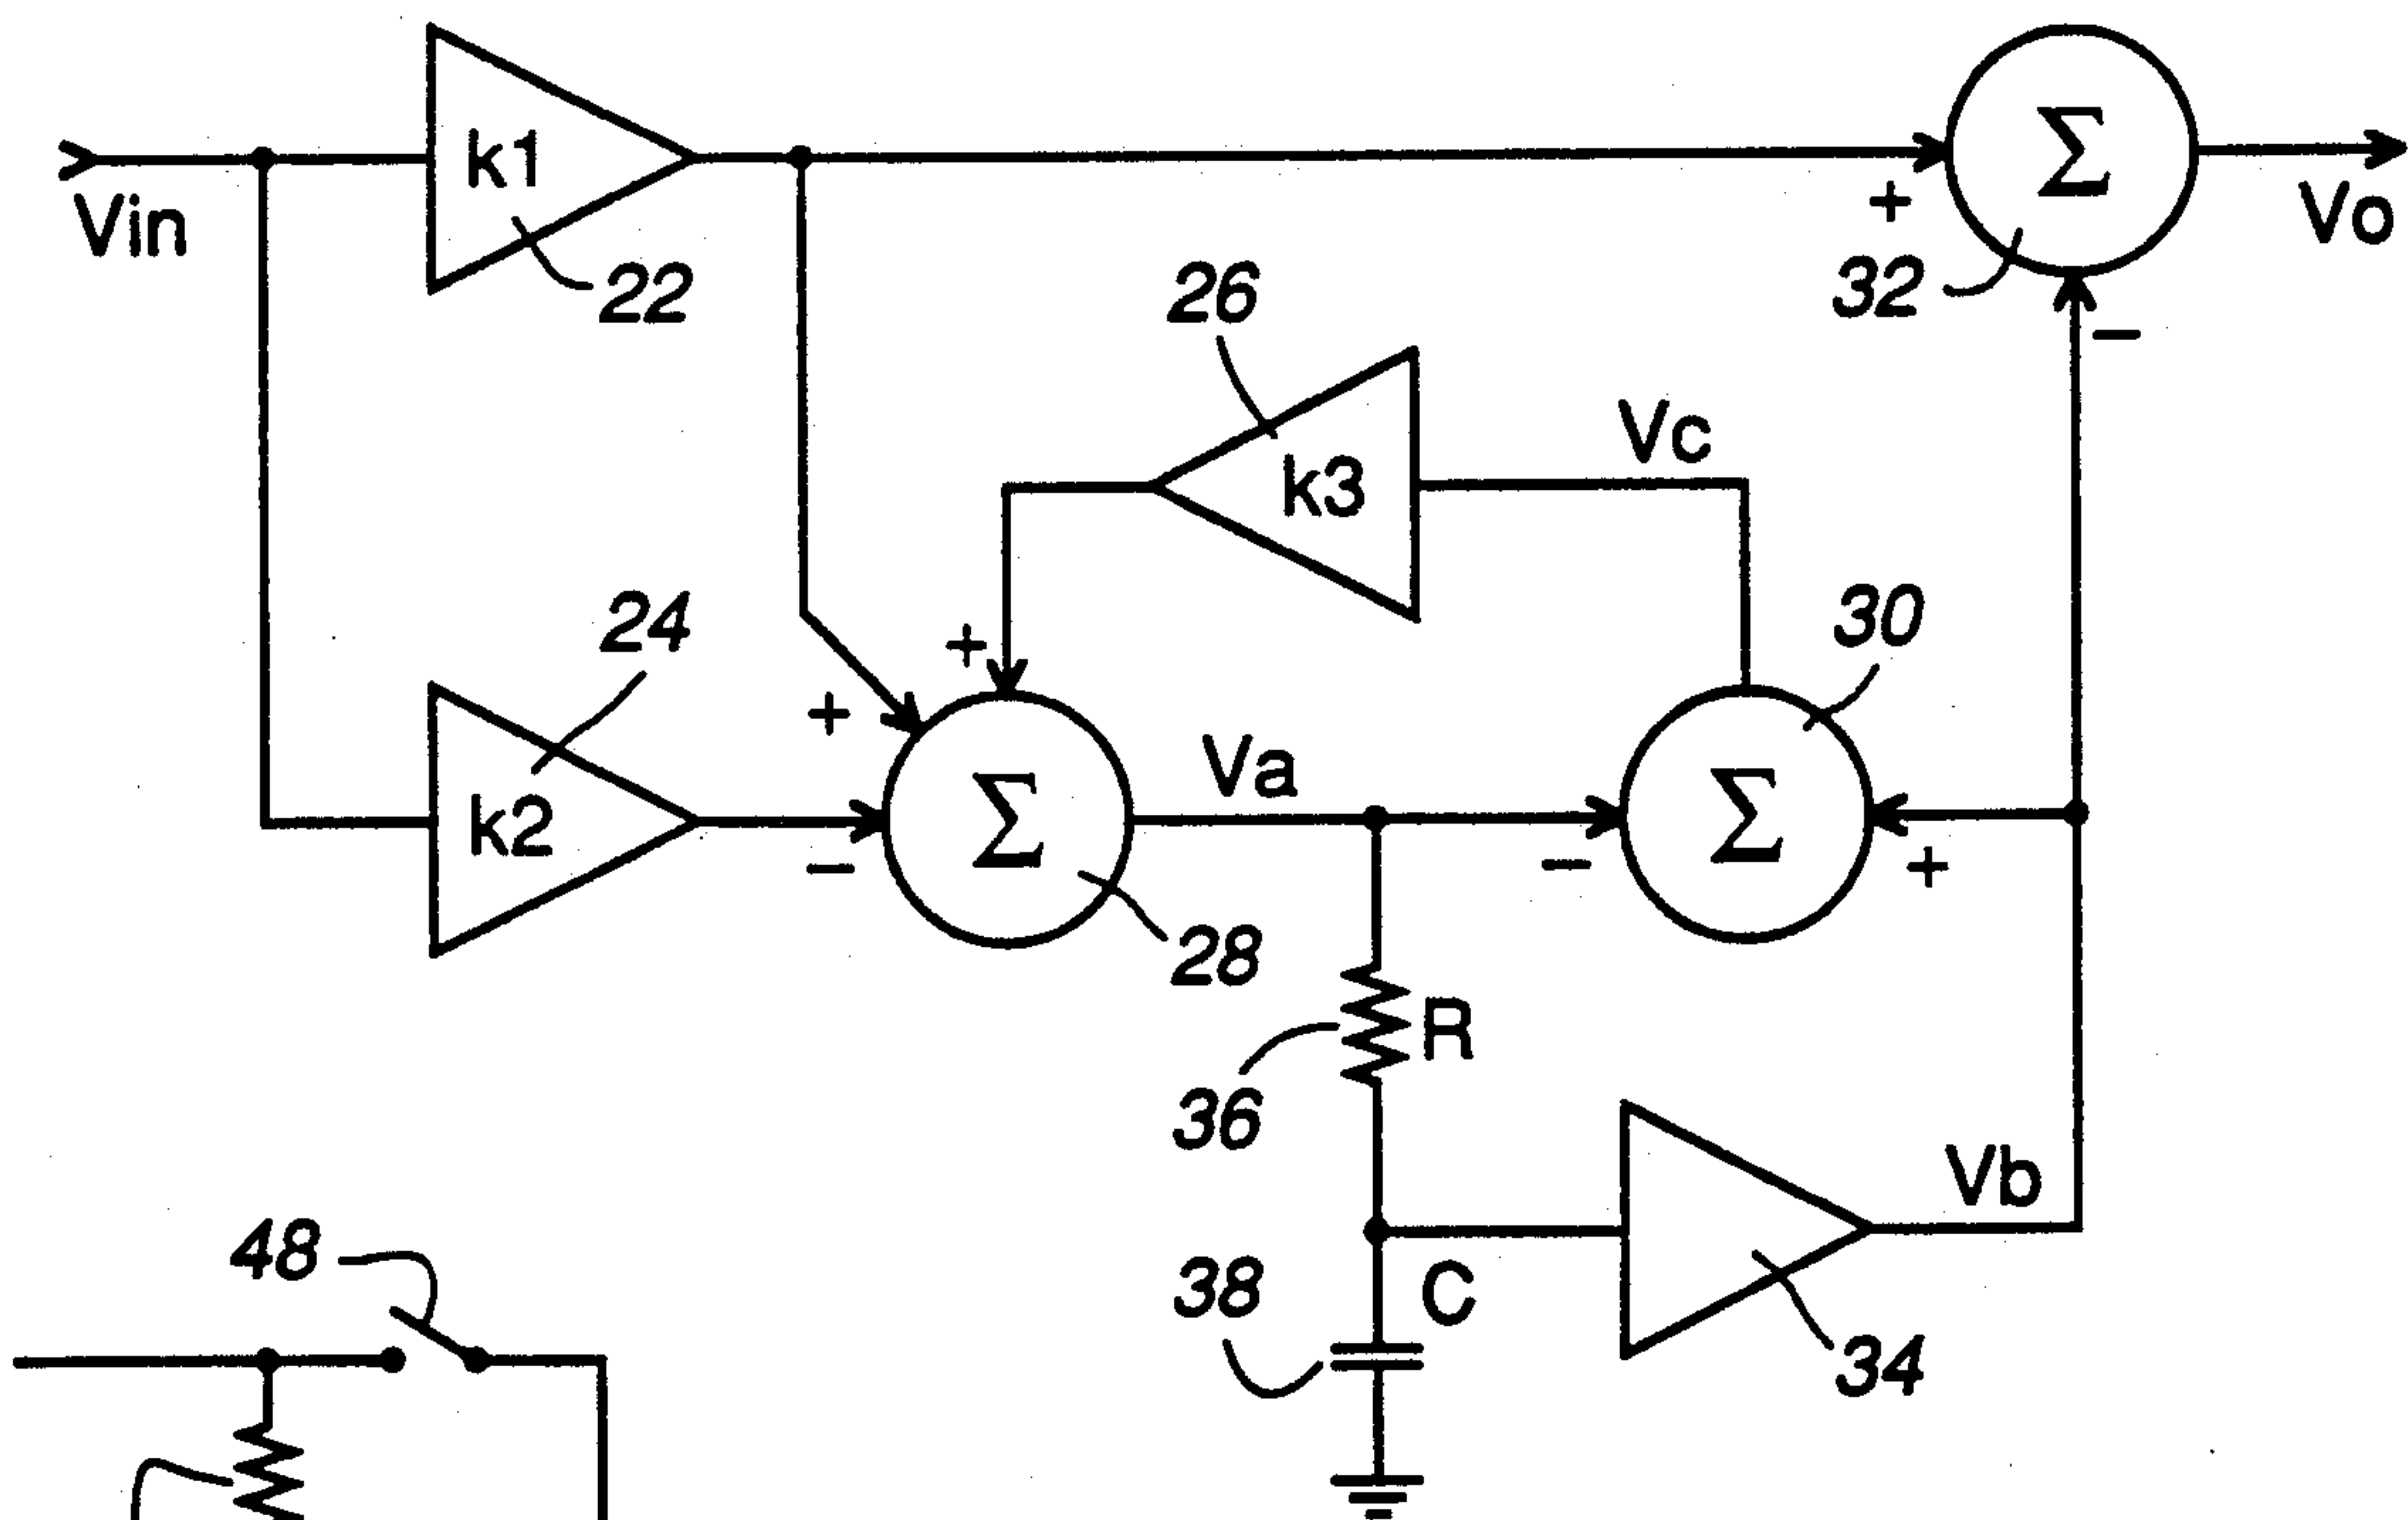 k1
Σ
Vin
+
Vo
22
26
32
−
Vc
k3
24
30
+
+
Va
k2
Σ
Σ
−
−
+
28
R
36
Vb
48
38
C
34